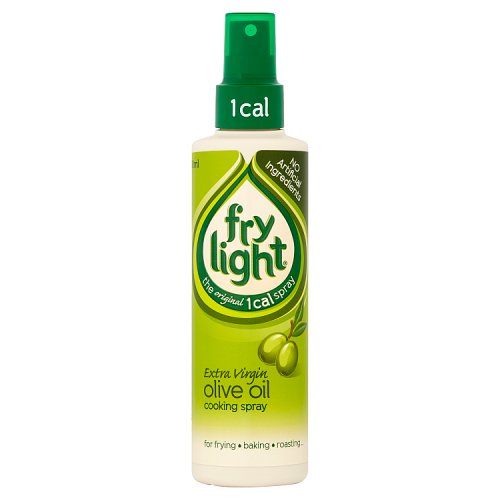 1cal
NO
Artificial
Ingredients
fry
light®
the original 1cal spray
Extra Virgin
olive oil
cooking spray
for frying • baking • roasting...